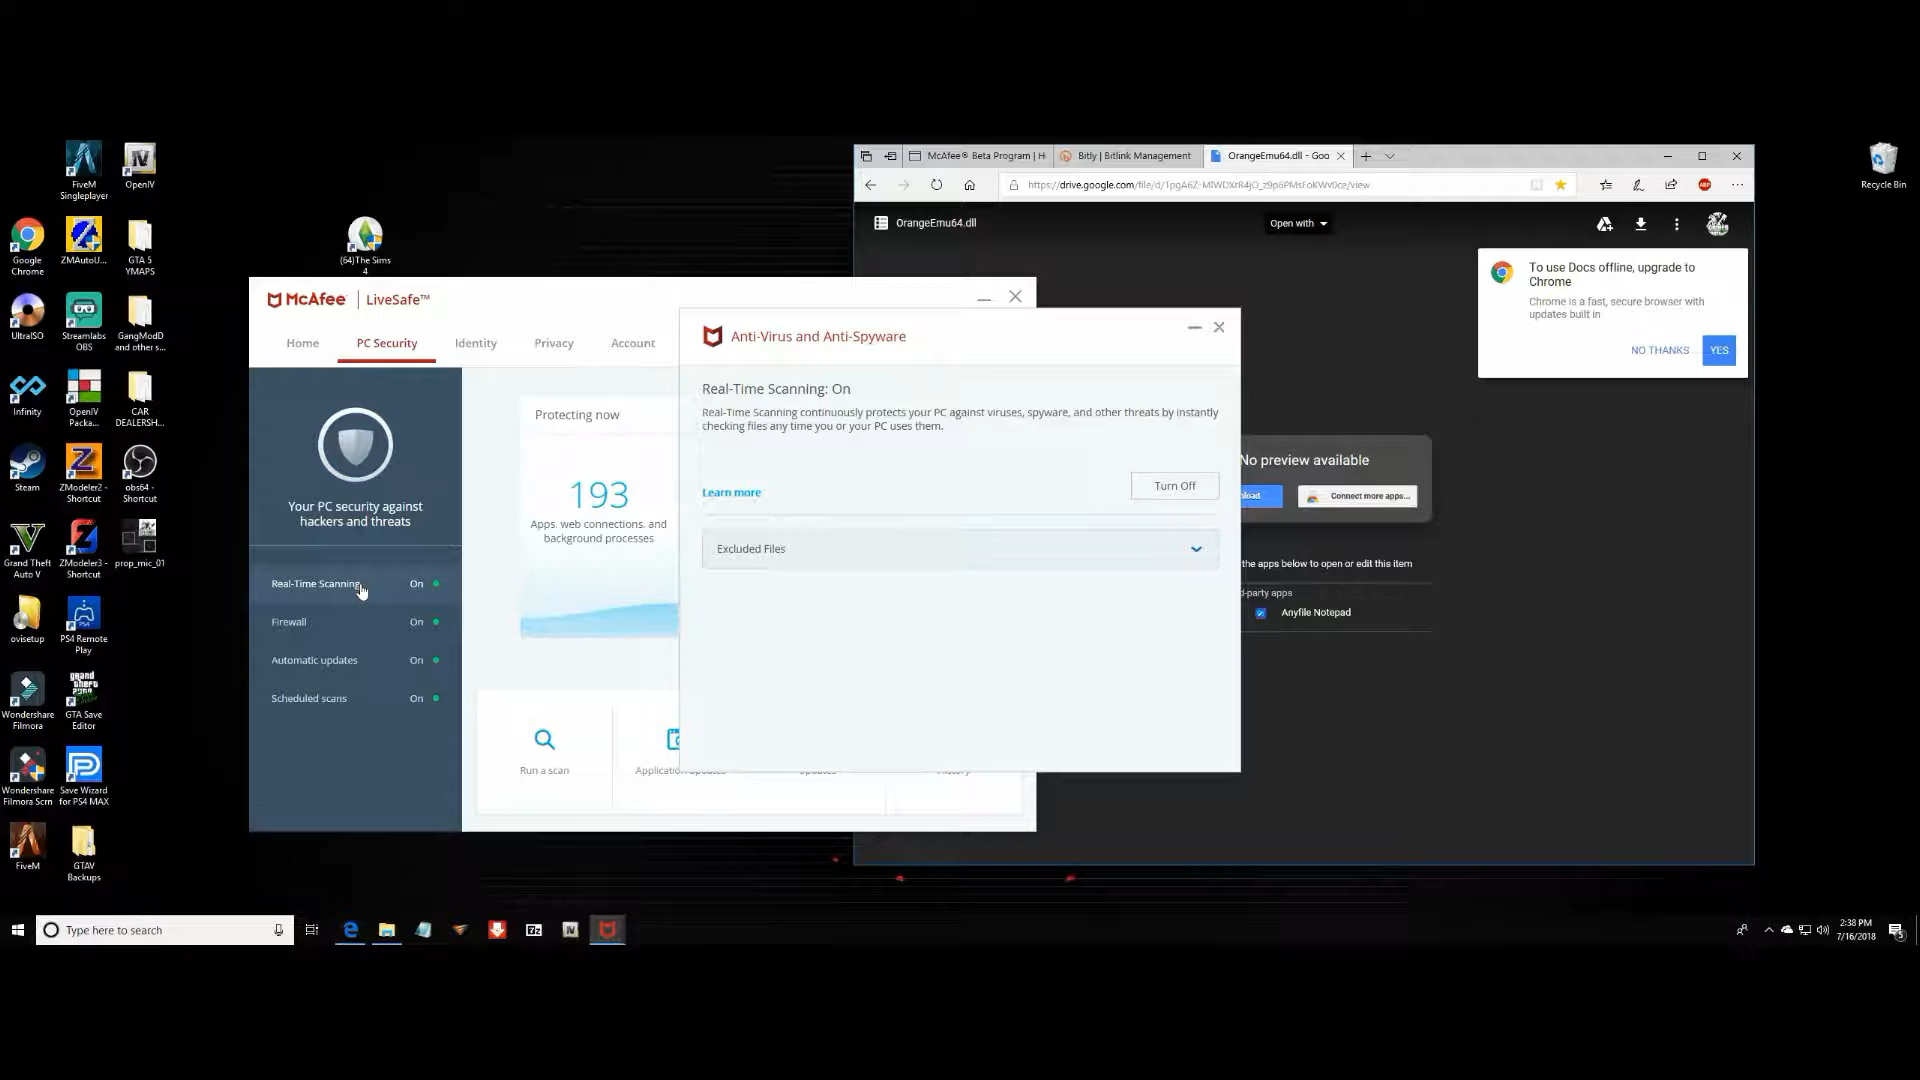 FiveM
Singleplayer
OpenIV
Google
Chrome
ZMAutoU...
GTA 5
YMAPS
(64)The Sims
4
UltraISO
Streamlabs
OBS
GangModD
and other s...
Infinity
OpenIV
Packa...
CAR
DEALERSH...
Steam
ZModeler2 -
Shortcut
obs64 -
Shortcut
Grand Theft
Auto V
ZModeler3 -
Shortcut
prop_mic_01
ovisetup
PS4 Remote
Play
Wondershare
Filmora
GTA Save
Editor
Wondershare
Filmora Scrn
Save Wizard
for PS4 MAX
FiveM
GTAV
Backups
Recycle Bin
McAfee | LiveSafe™
Home
PC Security
Identity
Privacy
Account
Your PC security against
hackers and threats
Real-Time Scanning On
Firewall On
Automatic updates On
Scheduled scans On
Protecting now
193
Apps, web connections, and
background processes
Run a scan
Anti-Virus and Anti-Spyware
Real-Time Scanning: On
Real-Time Scanning continuously protects your PC against viruses, spyware, and other threats by instantly
checking files any time you or your PC uses them.
Learn more
Turn Off
Excluded Files
McAfee® Beta Program | H
Bitly | Bitlink Management
OrangeEmu64.dll - Goo
OrangeEmu64.dll
Open with
ABP
To use Docs offline, upgrade to
Chrome
Chrome is a fast, secure browser with
updates built in
NO THANKS
YES
No preview available
load
Connect more apps...
the apps below to open or edit this item
d-party apps
Anyfile Notepad
Type here to search
2:38 PM
7/16/2018
5